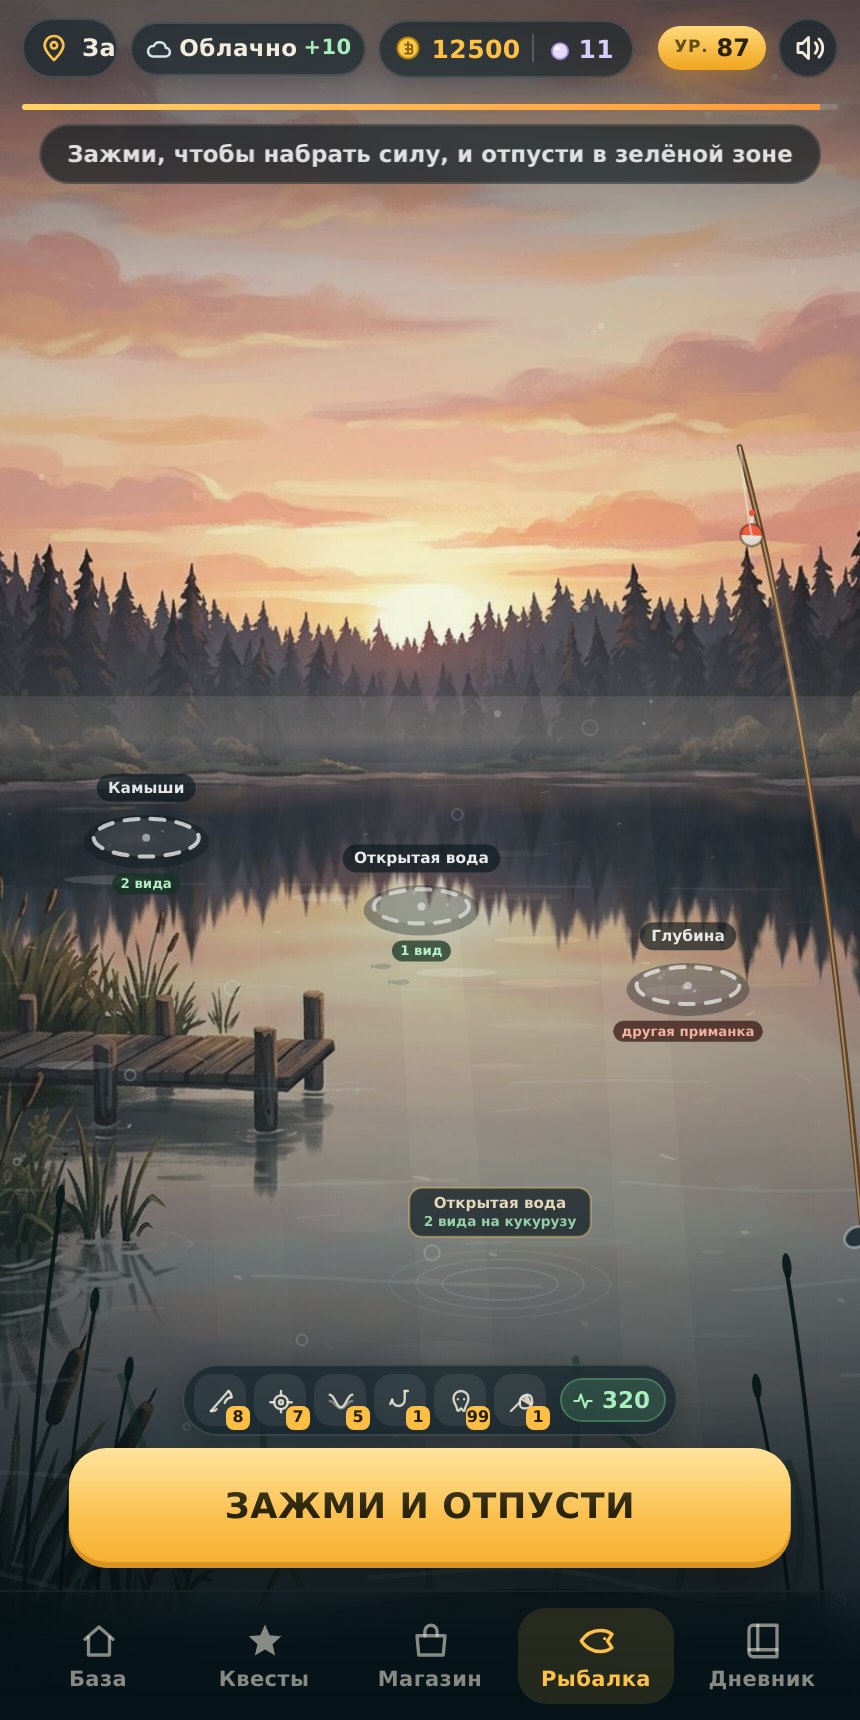 За
Облачно +10
12500
11
УР. 87
Зажми, чтобы набрать силу, и отпусти в зелёной зоне
Камыши
2 вида
Открытая вода
1 вид
Глубина
другая приманка
Открытая вода
2 вида на кукурузу
8
7
5
1
99
1
320
ЗАЖМИ И ОТПУСТИ
База
Квесты
Магазин
Рыбалка
Дневник